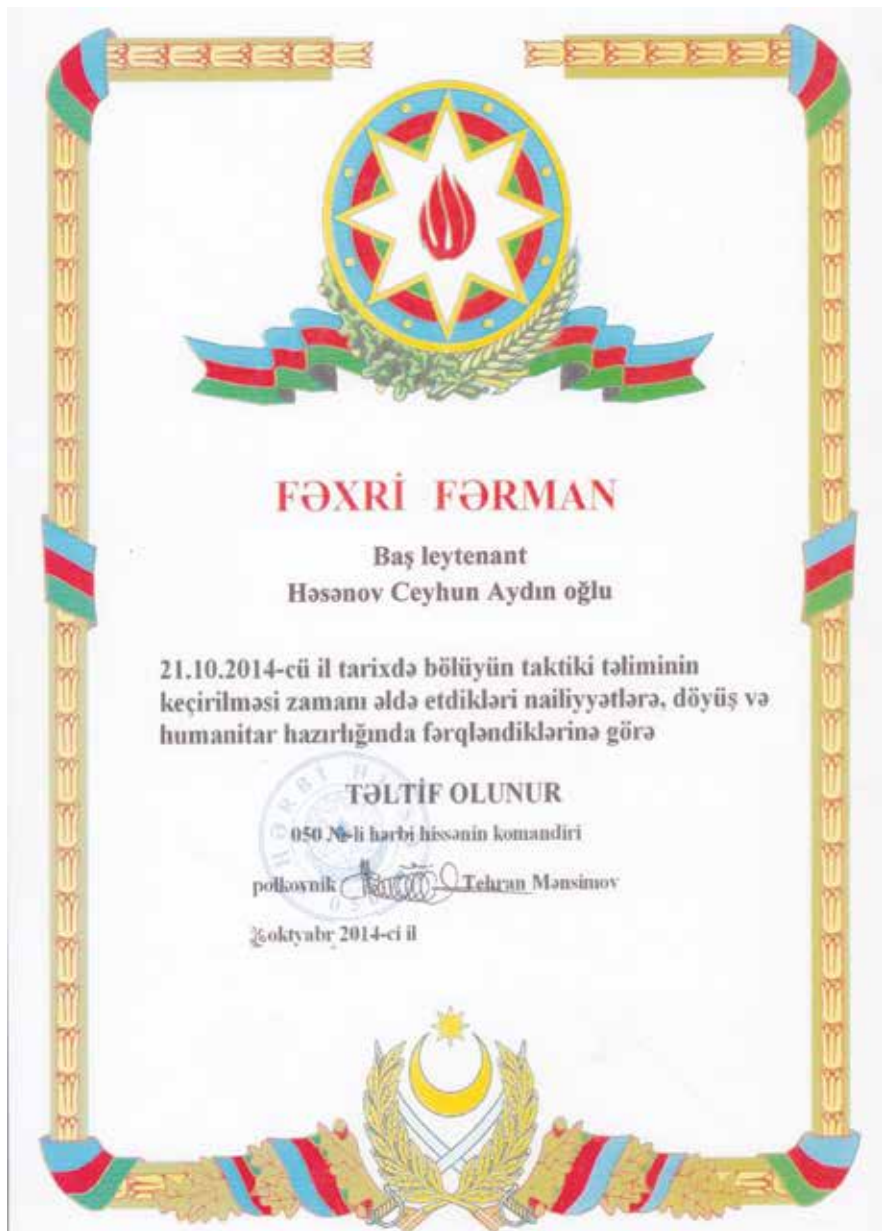 FƏXRİ FƏRMAN
Baş leytenant
Həsənov Ceyhun Aydın oğlu
21.10.2014-cü il tarixdə bölüyün taktiki təliminin
keçirilməsi zamanı əldə etdikləri nailiyyətlərə, döyüş və
humanitar hazırlığında fərqləndiklərinə görə
TƏLTİF OLUNUR
050 №-li hərbi hissənin komandiri
polkovnik Tehran Mənsimov
oktyabr 2014-ci il